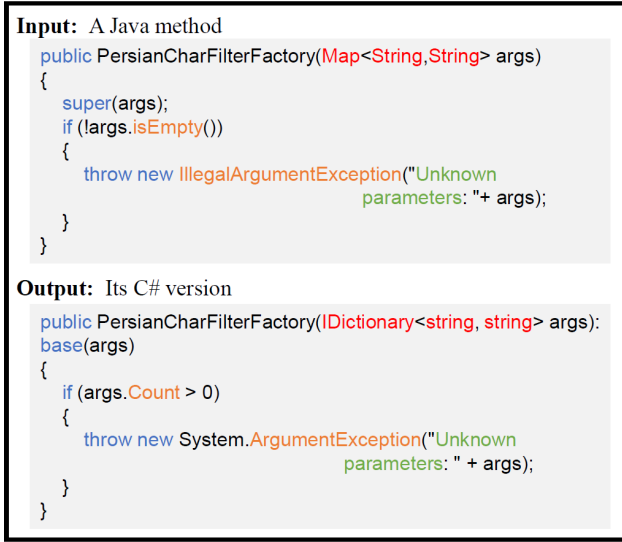 Input: A Java method
public PersianCharFilterFactory(Map<String,String> args)
{
super(args);
if (!args.isEmpty())
{
throw new IllegalArgumentException("Unknown
parameters: "+ args);
}
}
Output: Its C# version
public PersianCharFilterFactory(IDictionary<string, string> args):
base(args)
{
if (args.Count > 0)
{
throw new System.ArgumentException("Unknown
parameters: " + args);
}
}